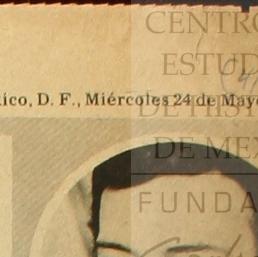 CENTRO
ESTUD
ico, D. F., Miércoles 24 de Mayo
DE HIST
DE MEX
FUNDA